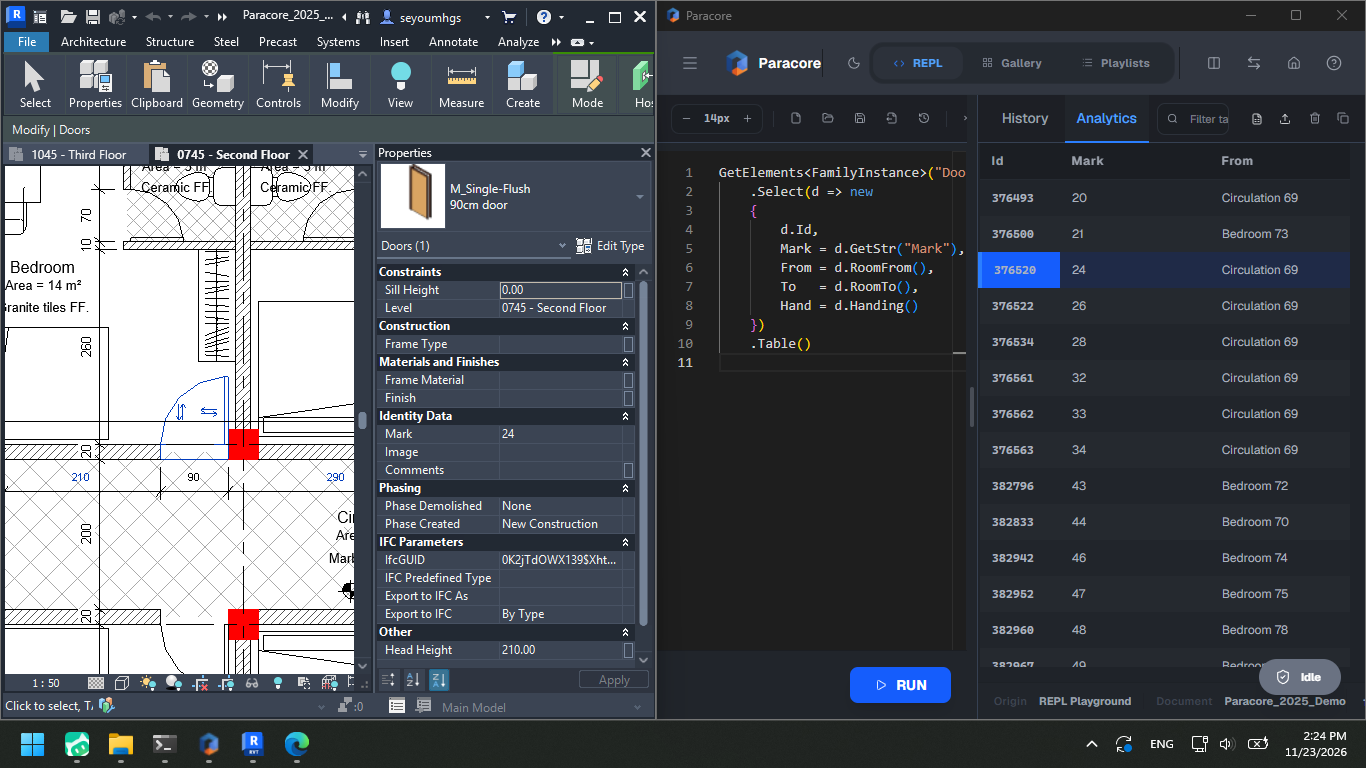 Paracore_2025_...
seyoumhgs
File Architecture Structure Steel Precast Systems Insert Annotate Analyze
Select Properties Clipboard Geometry Controls Modify View Measure Create Mode
Modify | Doors
1045 - Third Floor
0745 - Second Floor
Ceramic FF.
Ceramic FF.
70
10
Bedroom
Area = 14 m²
260
20
210
90
290
200
20
1 : 50
Properties
M_Single-Flush
90cm door
Doors (1)
Edit Type
Constraints
Sill Height 0.00
Level 0745 - Second Floor
Construction
Frame Type
Materials and Finishes
Frame Material
Finish
Identity Data
Mark 24
Image
Comments
Phasing
Phase Demolished None
Phase Created New Construction
IFC Parameters
IfcGUID 0K2jTdOWX139$Xht...
IFC Predefined Type
Export to IFC As
Export to IFC By Type
Other
Head Height 210.00
Apply
Click to select, T
:0
Main Model
Paracore
Paracore
REPL
Gallery
Playlists
14px
1 GetElements<FamilyInstance>("Doo
2 .Select(d => new
3 {
4 d.Id,
5 Mark = d.GetStr("Mark"),
6 From = d.RoomFrom(),
7 To = d.RoomTo(),
8 Hand = d.Handing()
9 })
10 .Table()
11
RUN
History
Analytics
Filter ta
Id Mark From
376493 20 Circulation 69
376500 21 Bedroom 73
376520 24 Circulation 69
376522 26 Circulation 69
376534 28 Circulation 69
376561 32 Circulation 69
376562 33 Circulation 69
376563 34 Circulation 69
382796 43 Bedroom 72
382833 44 Bedroom 70
382942 46 Bedroom 74
382952 47 Bedroom 75
382960 48 Bedroom 78
382967 49
Idle
Origin REPL Playground Document Paracore_2025_Demo
ENG
2:24 PM
11/23/2026